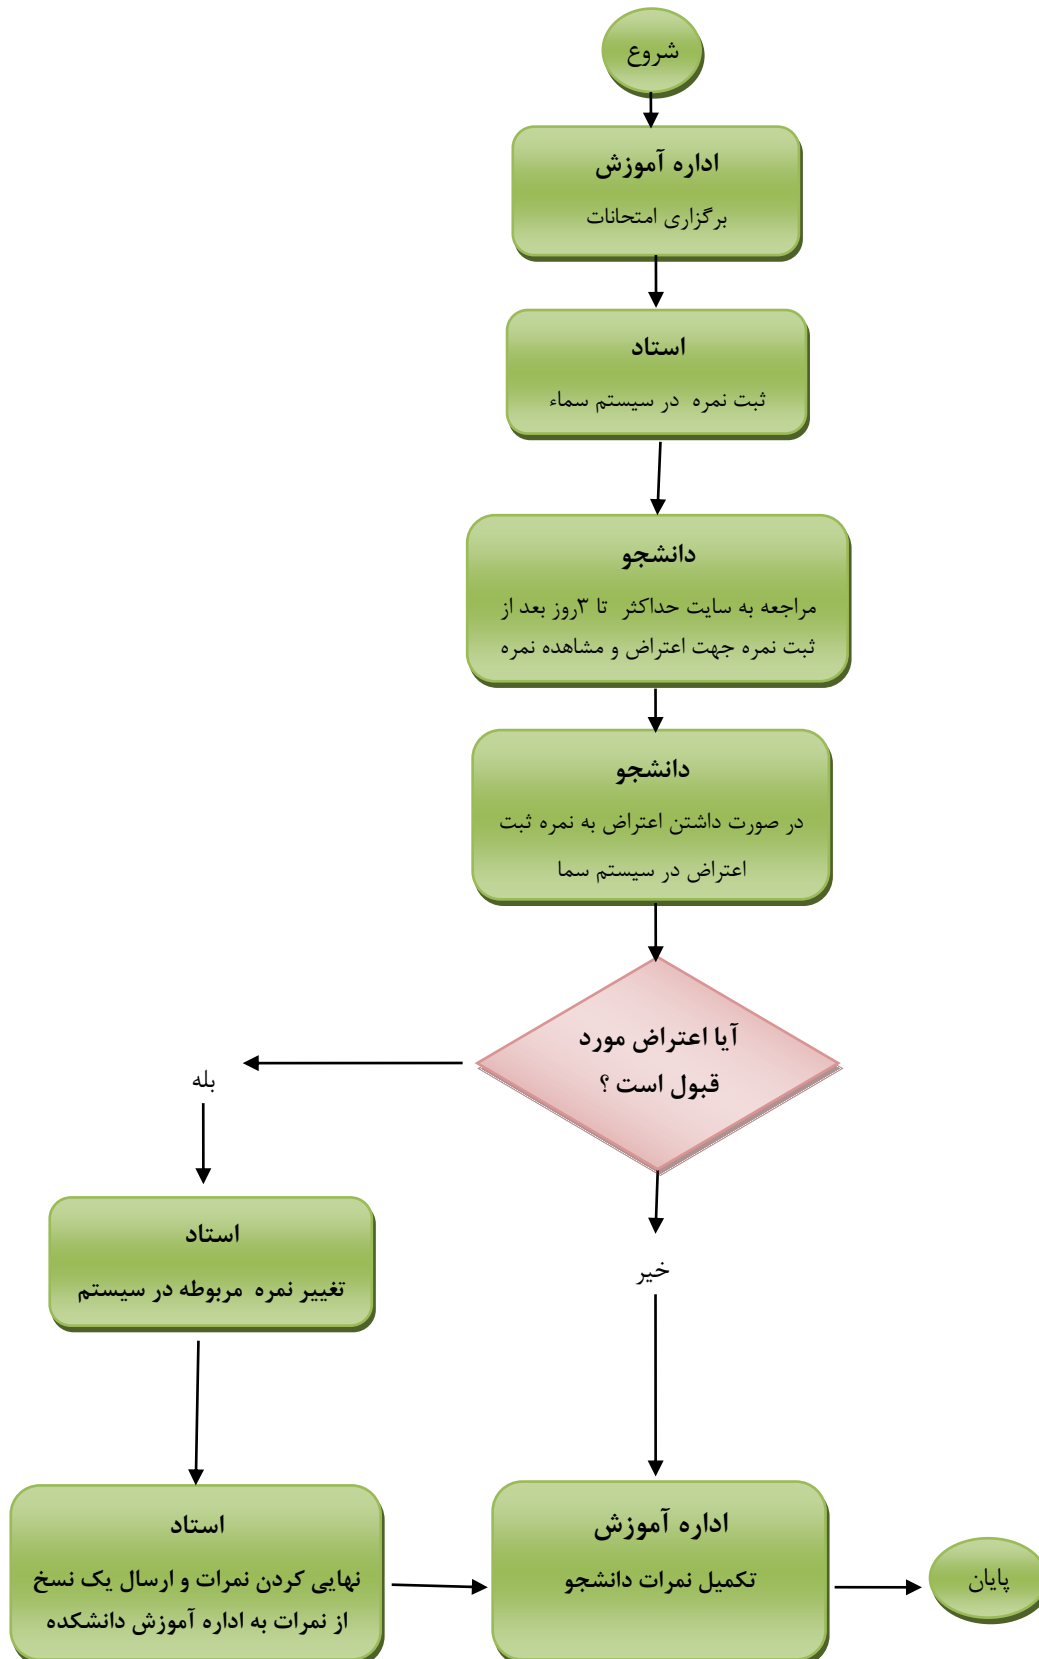 شروع
اداره آموزش
برگزاری امتحانات
استاد
ثبت نمره در سیستم سماء
دانشجو
مراجعه به سایت حداکثر تا ۳روز بعد از
ثبت نمره جهت اعتراض و مشاهده نمره
دانشجو
در صورت داشتن اعتراض به نمره ثبت
اعتراض در سیستم سما
آیا اعتراض مورد
قبول است ؟
بله
خیر
استاد
تغییر نمره مربوطه در سیستم
استاد
نهایی کردن نمرات و ارسال یک نسخ
از نمرات به اداره آموزش دانشکده
اداره آموزش
تکمیل نمرات دانشجو
پایان